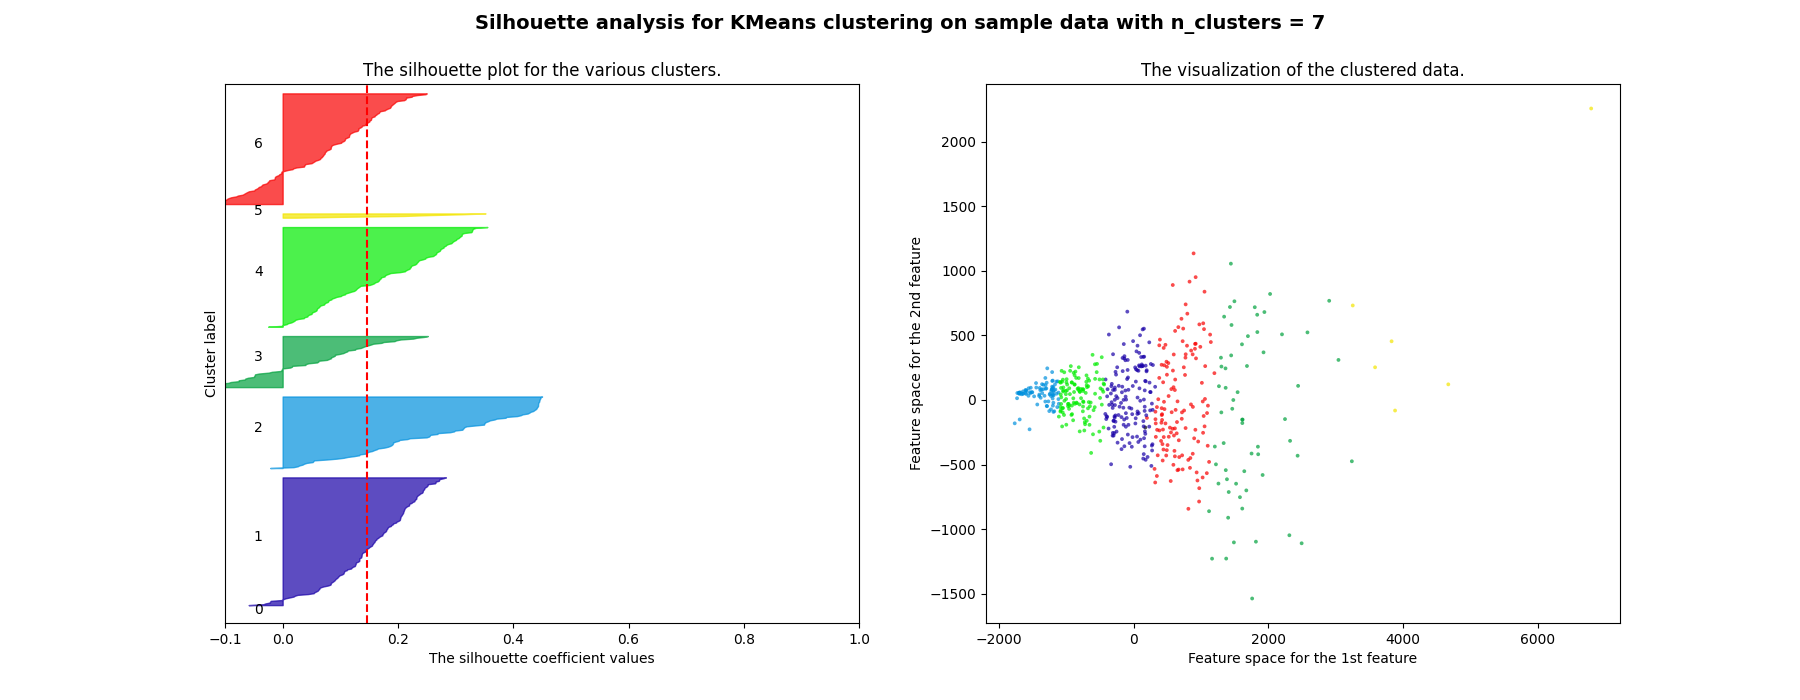 Silhouette analysis for KMeans clustering on sample data with n_clusters = 7
The silhouette plot for the various clusters.
Cluster label
6
5
4
3
2
1
0
−0.1 0.0 0.2 0.4 0.6 0.8 1.0
The silhouette coefficient values
The visualization of the clustered data.
Feature space for the 2nd feature
2000
1500
1000
500
0
−500
−1000
−1500
−2000 0 2000 4000 6000
Feature space for the 1st feature